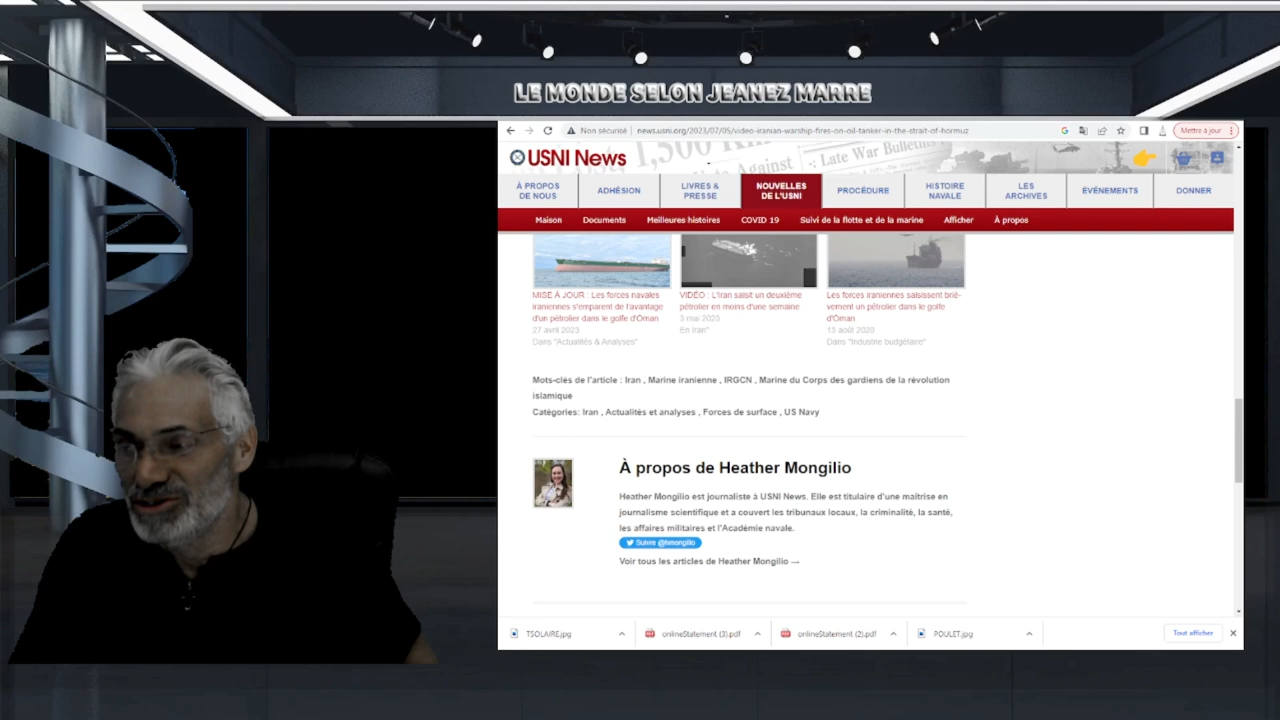 LE MONDE SELON JEANEZ MARRE
Non sécurisé | news.usni.org/2023/07/05/video-iranian-warship-fires-on-oil-tanker-in-the-strait-of-hormuz
Mettre à jour
USNI News
1,500
Against
Late War Bulletins
À PROPOS DE NOUS
ADHÉSION
LIVRES & PRESSE
NOUVELLES DE L'USNI
PROCÉDURE
HISTOIRE NAVALE
LES ARCHIVES
ÉVÉNEMENTS
DONNER
Maison Documents Meilleures histoires COVID 19 Suivi de la flotte et de la marine Afficher À propos
MISE À JOUR : Les forces navales
iraniennes s'emparent de l'avantage
d'un pétrolier dans le golfe d'Oman
27 avril 2023
Dans "Actualités & Analyses"
VIDÉO : L'Iran saisit un deuxième
pétrolier en moins d'une semaine
3 mai 2023
En Iran"
Les forces iraniennes saisissent briè-
vement un pétrolier dans le golfe
d'Oman
13 août 2020
Dans "Industrie budgétaire"
Mots-clés de l'article : Iran , Marine iranienne , IRGCN , Marine du Corps des gardiens de la révolution
islamique
Catégories: Iran , Actualités et analyses , Forces de surface , US Navy
À propos de Heather Mongilio
Heather Mongilio est journaliste à USNI News. Elle est titulaire d'une maîtrise en
journalisme scientifique et a couvert les tribunaux locaux, la criminalité, la santé,
les affaires militaires et l'Académie navale.
Suivre @hmongilio
Voir tous les articles de Heather Mongilio →
TSOLAIRE.jpg
onlineStatement (3).pdf
onlineStatement (2).pdf
POULET.jpg
Tout afficher